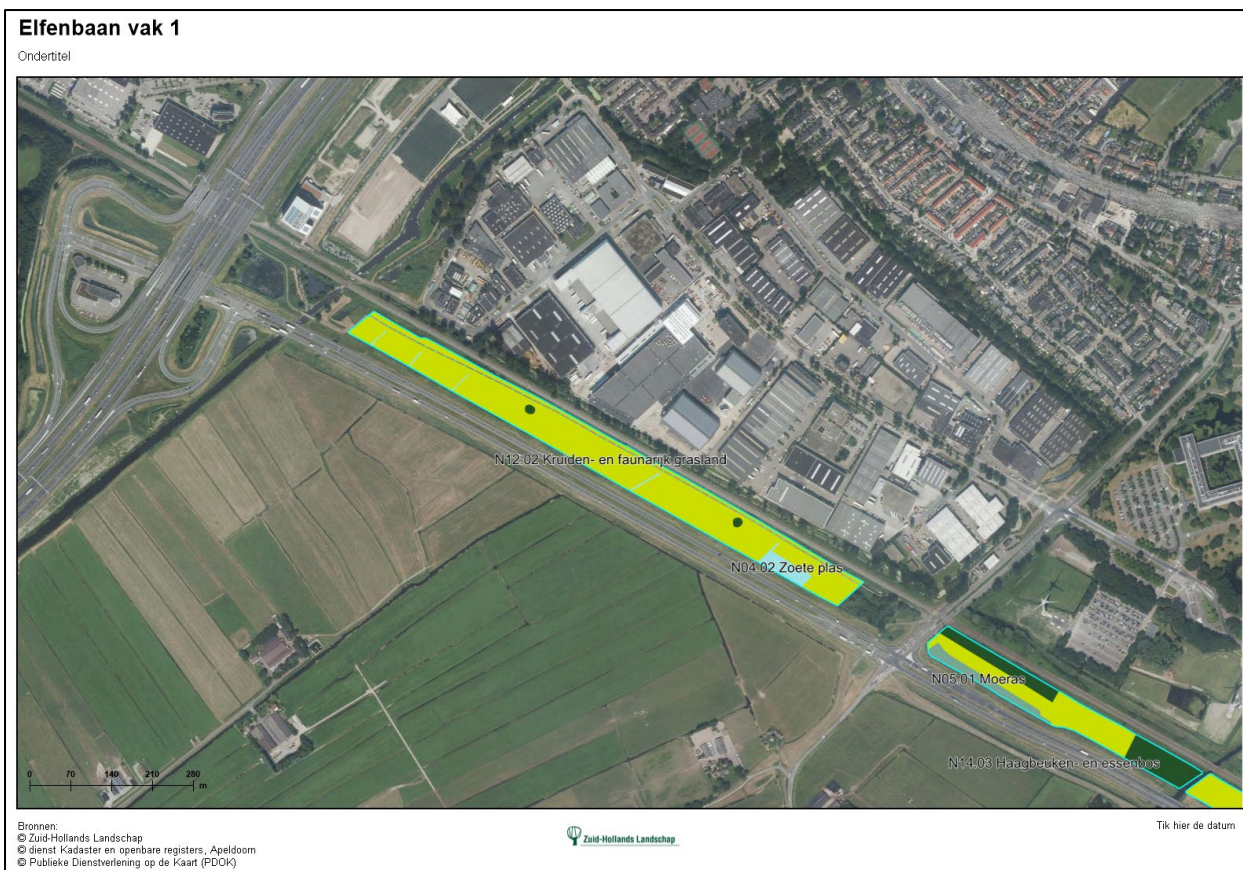 Elfenbaan vak 1
Ondertitel
N12.02 Kruiden- en faunarijk grasland
N04.02 Zoete plas
N05.01 Moeras
N14.03 Haagbeuken- en essenbos
0 70 140 210 280
m
Bronnen:
© Zuid-Hollands Landschap
© dienst Kadaster en openbare registers, Apeldoorn
© Publieke Dienstverlening op de Kaart (PDOK)
Zuid-Hollands Landschap
Tik hier de datum